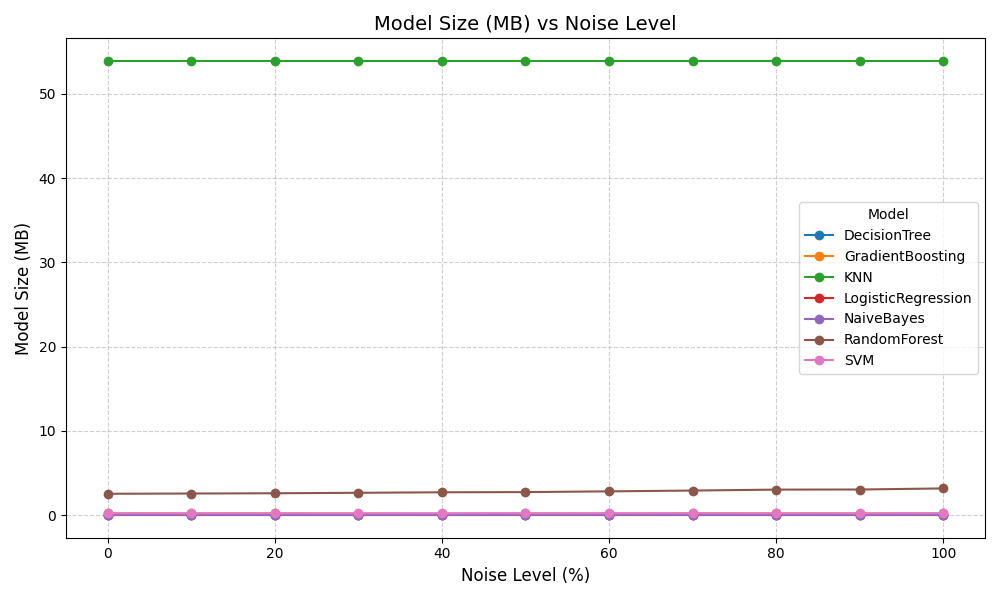 Model Size (MB) vs Noise Level
Model Size (MB)
50
40
30
20
10
0
Model
DecisionTree
GradientBoosting
KNN
LogisticRegression
NaiveBayes
RandomForest
SVM
0 20 40 60 80 100
Noise Level (%)